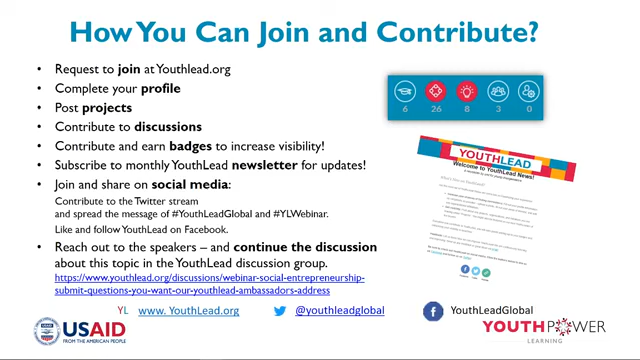 How You Can Join and Contribute?
• Request to join at Youthlead.org
• Complete your profile
• Post projects
• Contribute to discussions
• Contribute and earn badges to increase visibility!
• Subscribe to monthly YouthLead newsletter for updates!
• Join and share on social media:
Contribute to the Twitter stream
and spread the message of #YouthLeadGlobal and #YLWebinar.
Like and follow YouthLead on Facebook.
• Reach out to the speakers – and continue the discussion
about this topic in the YouthLead discussion group.
https://www.youthlead.org/discussions/webinar-social-entrepreneurship-
submit-questions-you-want-our-youthlead-ambassadors-address
6 26 8 3 0
YOUTHLEAD
Welcome to YouthLead News!
YL www. YouthLead.org
@youthleadglobal
YouthLeadGlobal
USAID
FROM THE AMERICAN PEOPLE
YOUTHPOWER
LEARNING